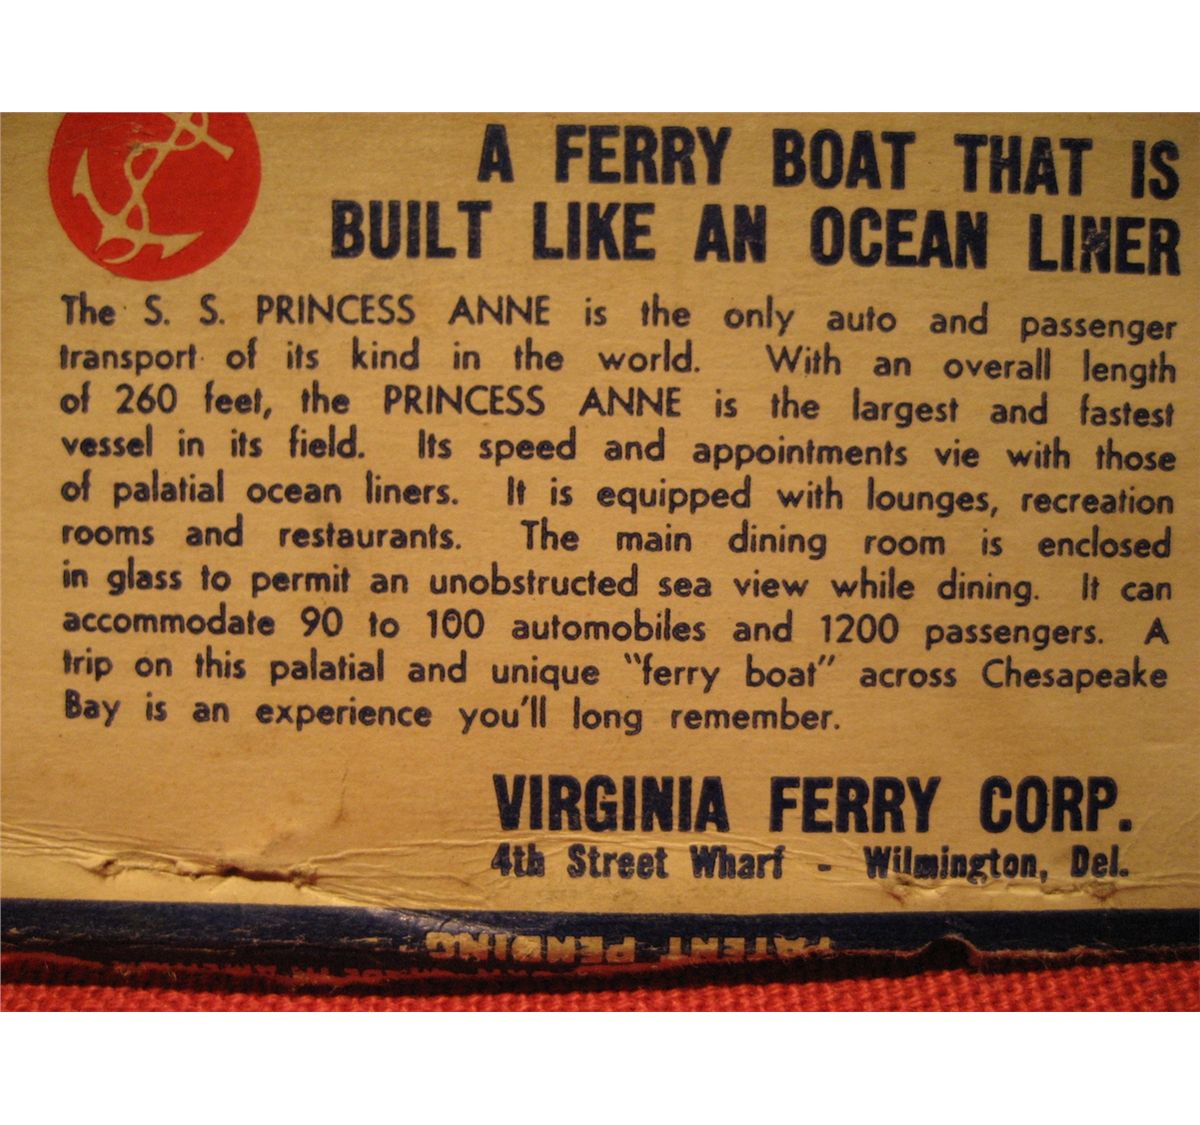 A FERRY BOAT THAT IS
BUILT LIKE AN OCEAN LINER
The S. S. PRINCESS ANNE is the only auto and passenger
transport of its kind in the world. With an overall length
of 260 feet, the PRINCESS ANNE is the largest and fastest
vessel in its field. Its speed and appointments vie with those
of palatial ocean liners. It is equipped with lounges, recreation
rooms and restaurants. The main dining room is enclosed
in glass to permit an unobstructed sea view while dining. It can
accommodate 90 to 100 automobiles and 1200 passengers. A
trip on this palatial and unique "ferry boat" across Chesapeake
Bay is an experience you'll long remember.
VIRGINIA FERRY CORP.
4th Street Wharf - Wilmington, Del.
PATENT PENDING